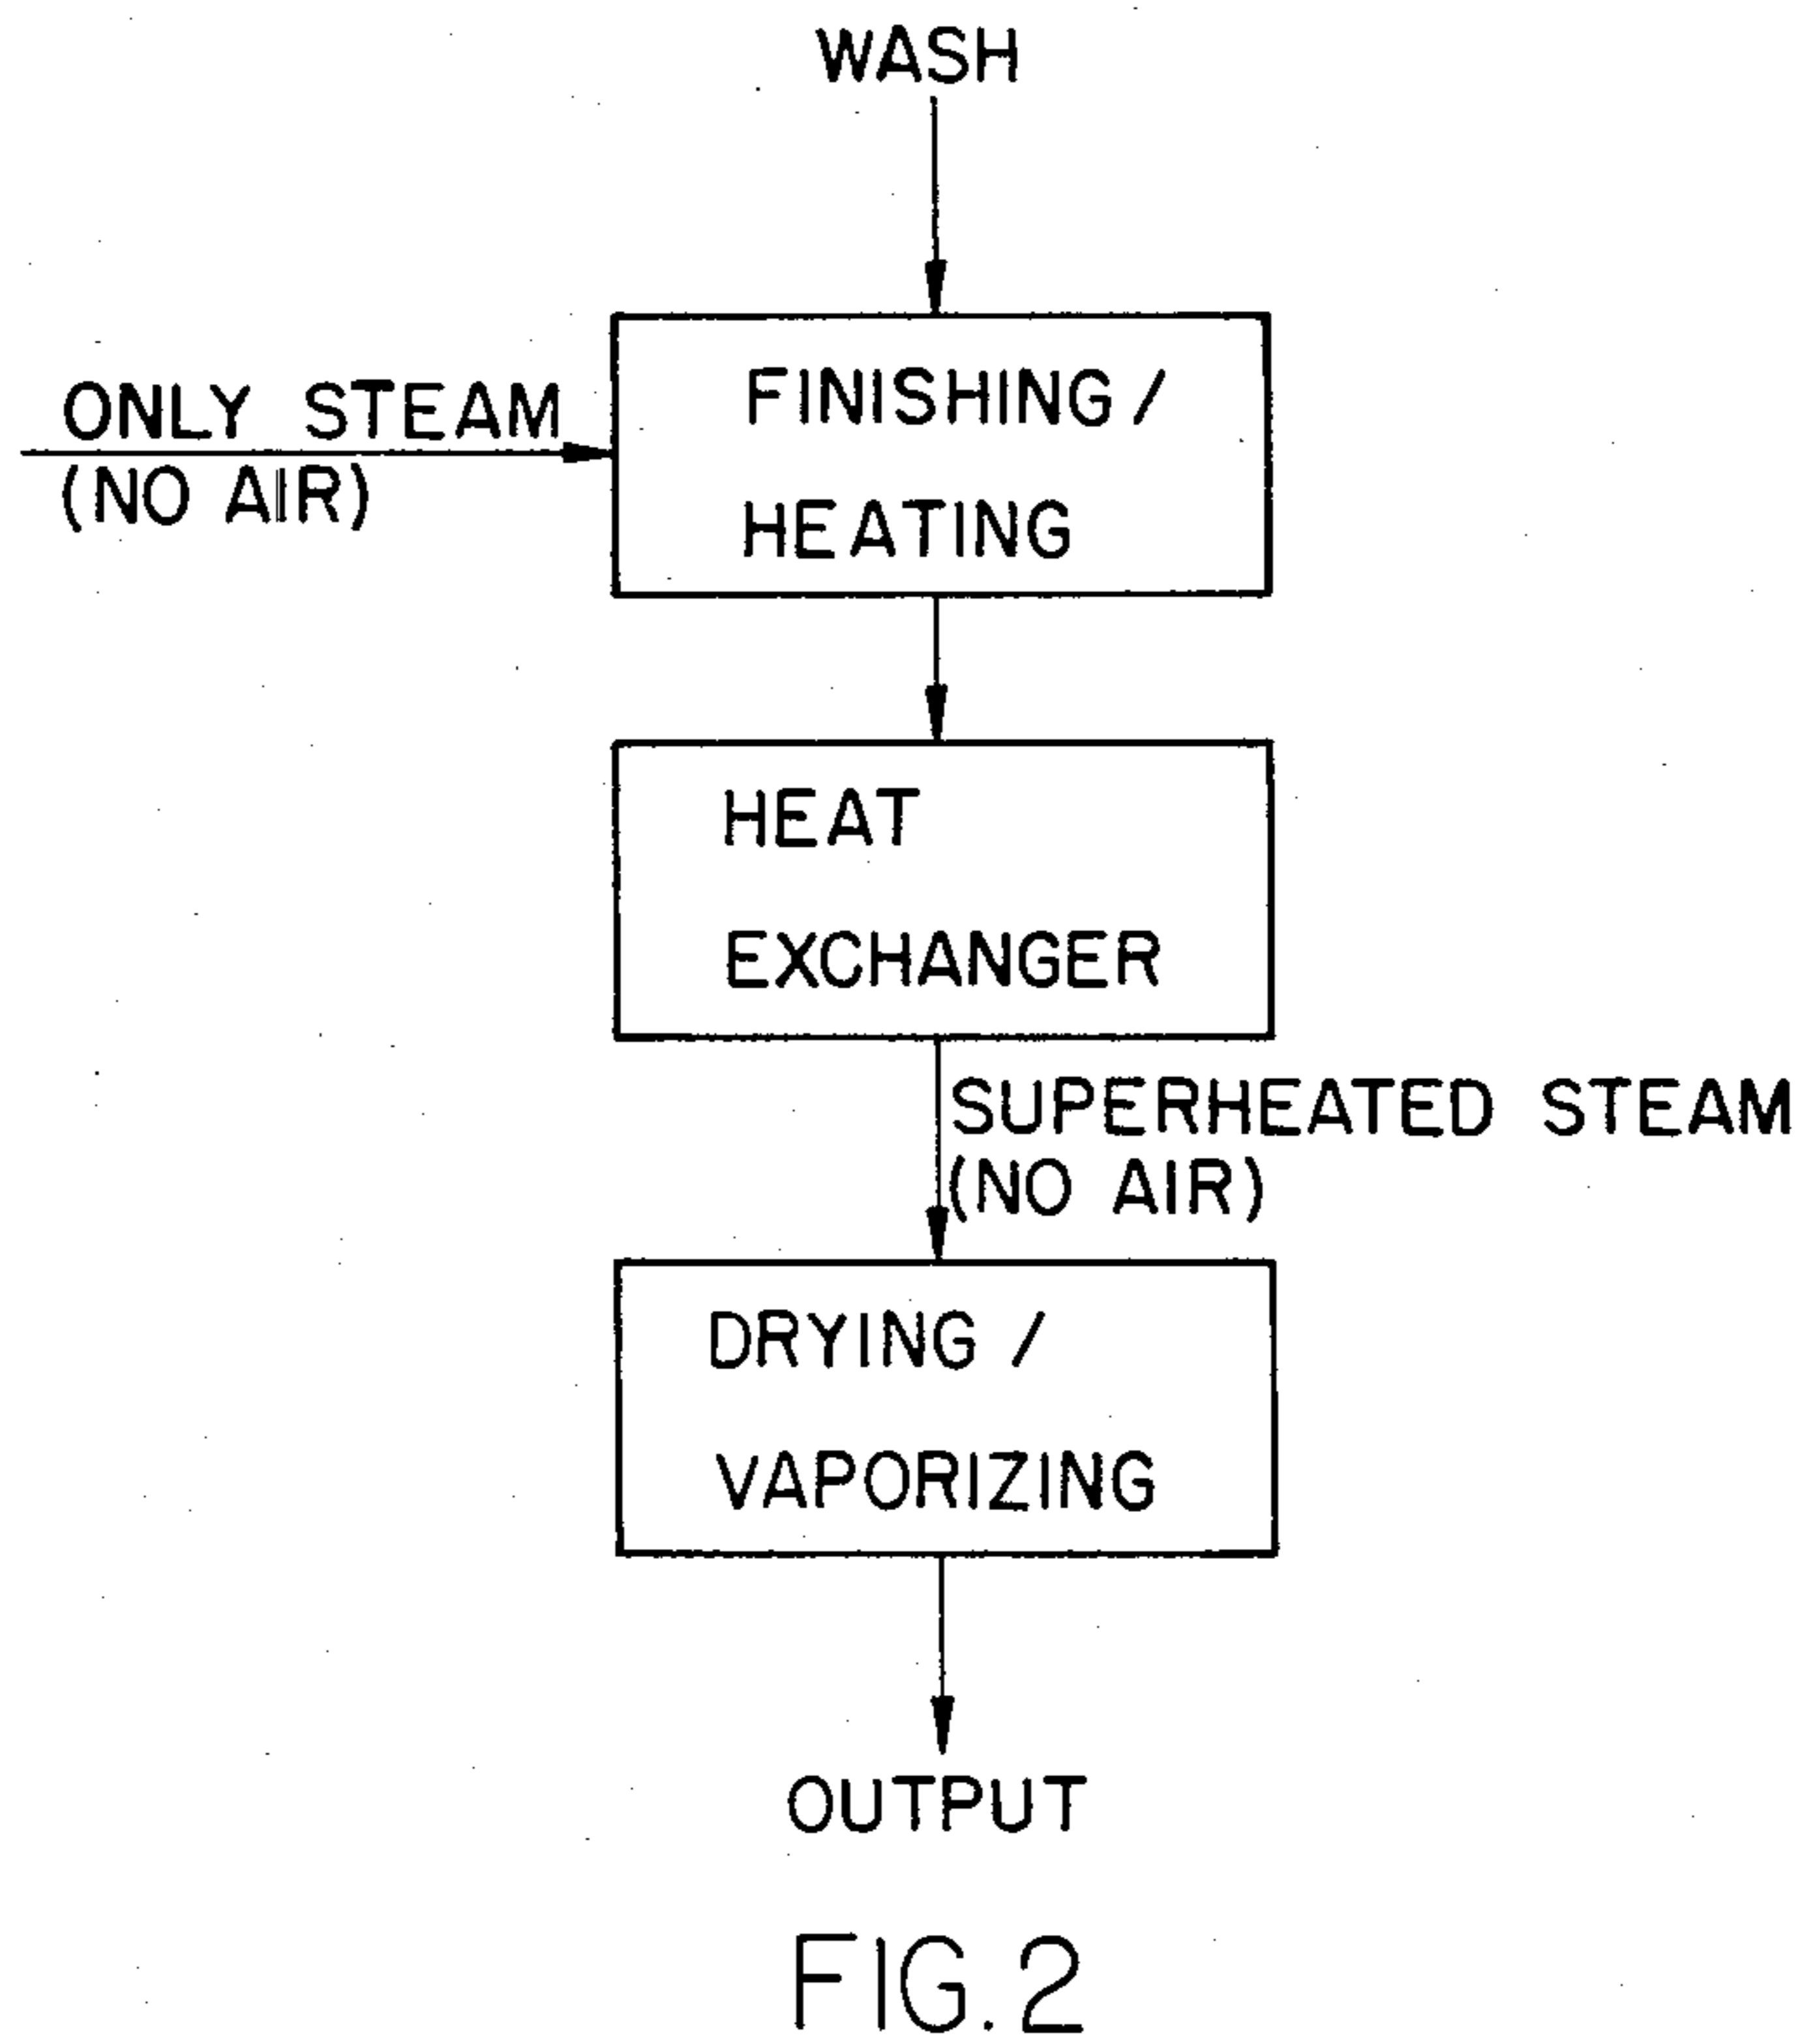 WASH
ONLY STEAM
(NO AIR)
FINISHING/
HEATING
HEAT
EXCHANGER
SUPERHEATED STEAM
(NO AIR)
DRYING /
VAPORIZING
OUTPUT
FIG.2